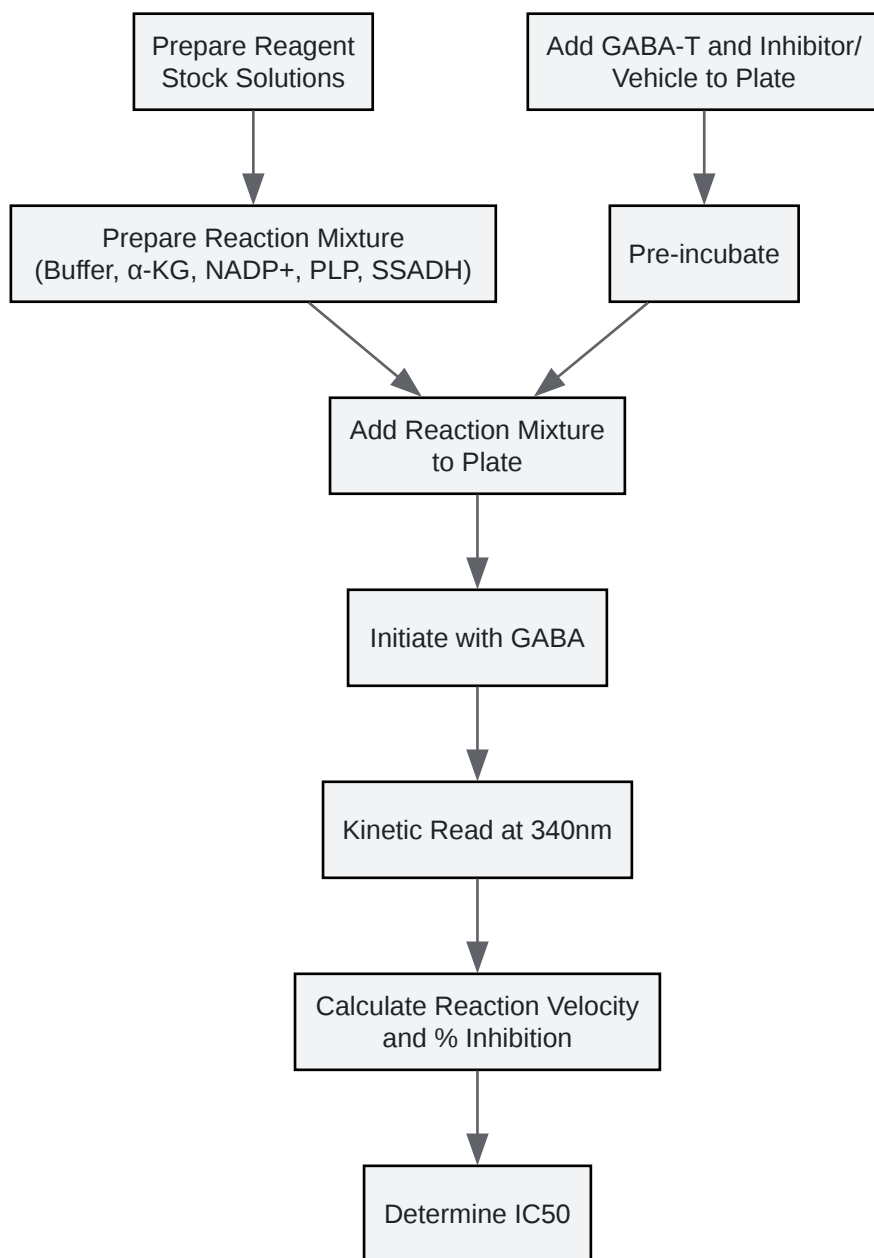 Prepare Reagent
Stock Solutions
Add GABA-T and Inhibitor/
Vehicle to Plate
Prepare Reaction Mixture
(Buffer, α-KG, NADP+, PLP, SSADH)
Pre-incubate
Add Reaction Mixture
to Plate
Initiate with GABA
Kinetic Read at 340nm
Calculate Reaction Velocity
and % Inhibition
Determine IC50